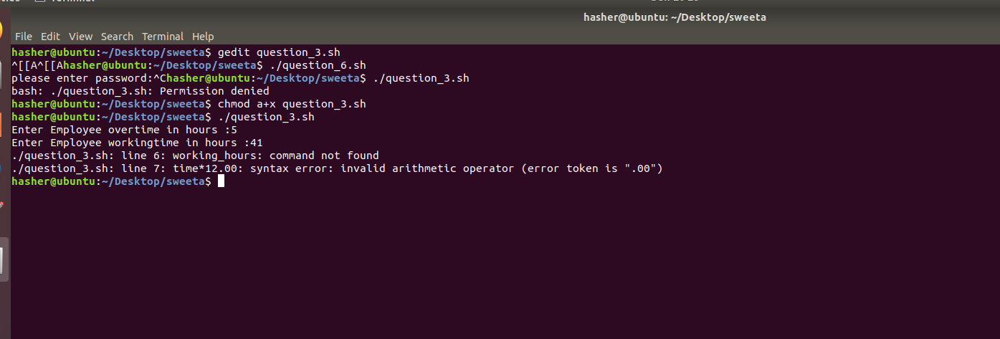 Terminal
hasher@ubuntu: ~/Desktop/sweeta
File Edit View Search Terminal Help
hasher@ubuntu:~/Desktop/sweeta$ gedit question_3.sh
^[[A^[[Ahasher@ubuntu:~/Desktop/sweeta$ ./question_6.sh
please enter password:^Chasher@ubuntu:~/Desktop/sweeta$ ./question_3.sh
bash: ./question_3.sh: Permission denied
hasher@ubuntu:~/Desktop/sweeta$ chmod a+x question_3.sh
hasher@ubuntu:~/Desktop/sweeta$ ./question_3.sh
Enter Employee overtime in hours :5
Enter Employee workingtime in hours :41
./question_3.sh: line 6: working_hours: command not found
./question_3.sh: line 7: time*12.00: syntax error: invalid arithmetic operator (error token is ".00")
hasher@ubuntu:~/Desktop/sweeta$